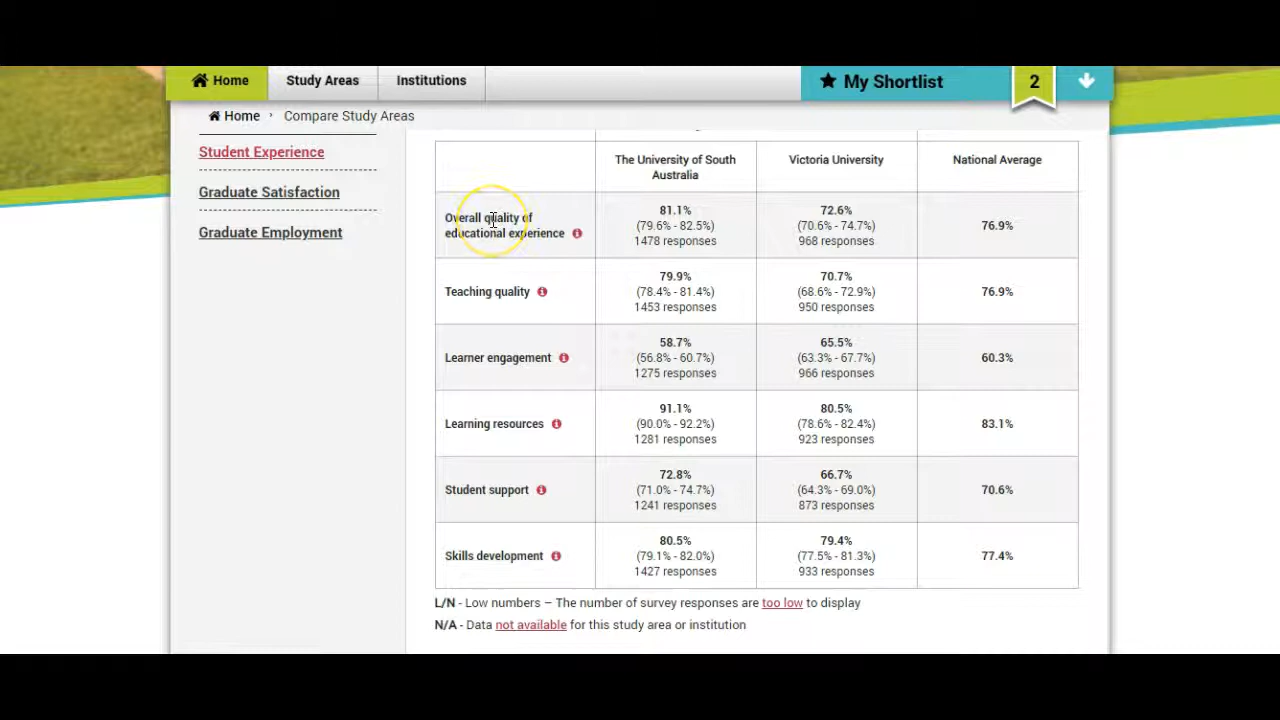 Home
Study Areas
Institutions
My Shortlist
2
Home
Compare Study Areas
Student Experience
Graduate Satisfaction
Graduate Employment
The University of South
Australia
Victoria University
National Average
Overall quality of
educational experience
81.1%
(79.6% - 82.5%)
1478 responses
72.6%
(70.6% - 74.7%)
968 responses
76.9%
Teaching quality
79.9%
(78.4% - 81.4%)
1453 responses
70.7%
(68.6% - 72.9%)
950 responses
76.9%
Learner engagement
58.7%
(56.8% - 60.7%)
1275 responses
65.5%
(63.3% - 67.7%)
966 responses
60.3%
Learning resources
91.1%
(90.0% - 92.2%)
1281 responses
80.5%
(78.6% - 82.4%)
923 responses
83.1%
Student support
72.8%
(71.0% - 74.7%)
1241 responses
66.7%
(64.3% - 69.0%)
873 responses
70.6%
Skills development
80.5%
(79.1% - 82.0%)
1427 responses
79.4%
(77.5% - 81.3%)
933 responses
77.4%
L/N - Low numbers – The number of survey responses are too low to display
N/A - Data not available for this study area or institution